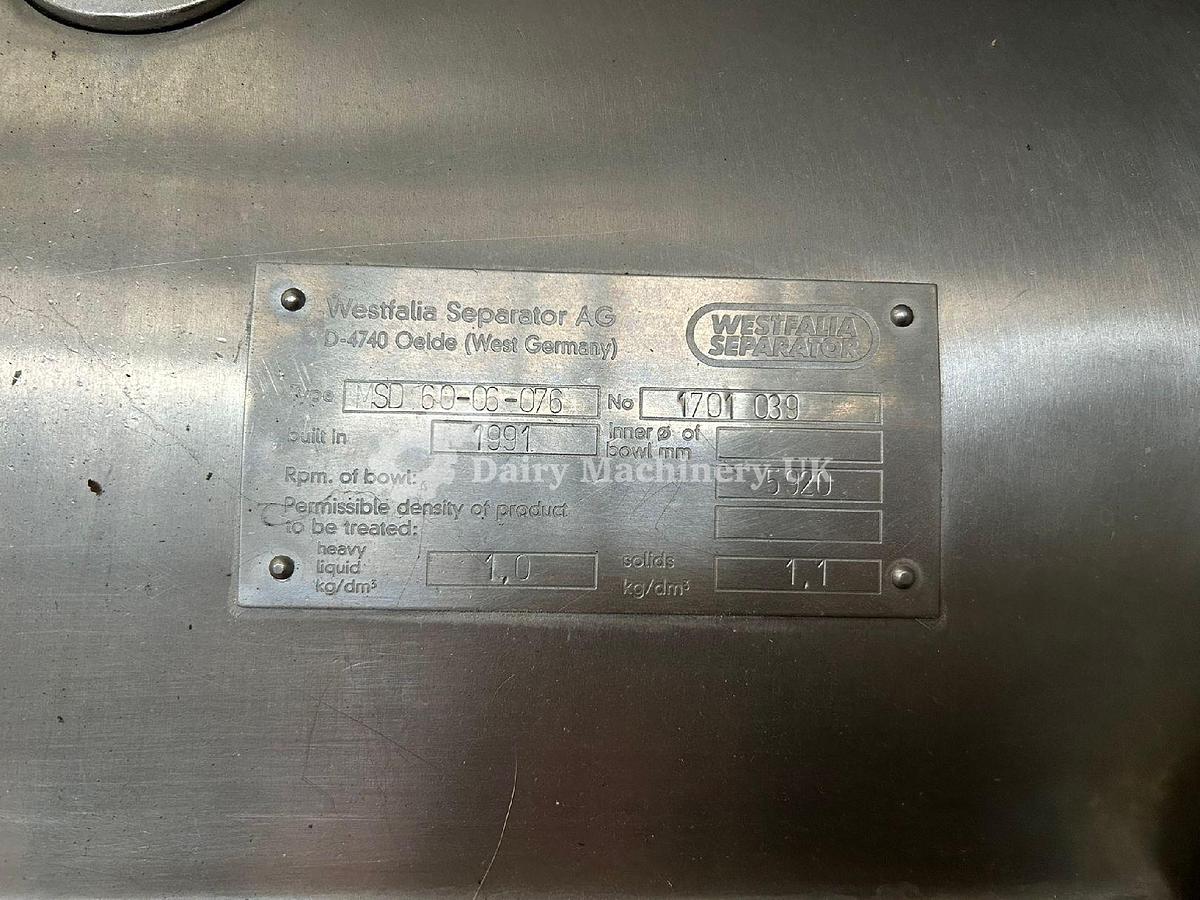 Westfalia Separator AG
D-4740 Oelde (West Germany)
WESTFALIA
SEPARATOR
Type MSD 60-06-076 No 1701 039
built in 1991 inner ø of bowl mm
Rpm. of bowl: 5920
Permissible density of product
to be treated:
heavy liquid kg/dm³ 1,0 solids kg/dm³ 1,1
Dairy Machinery UK